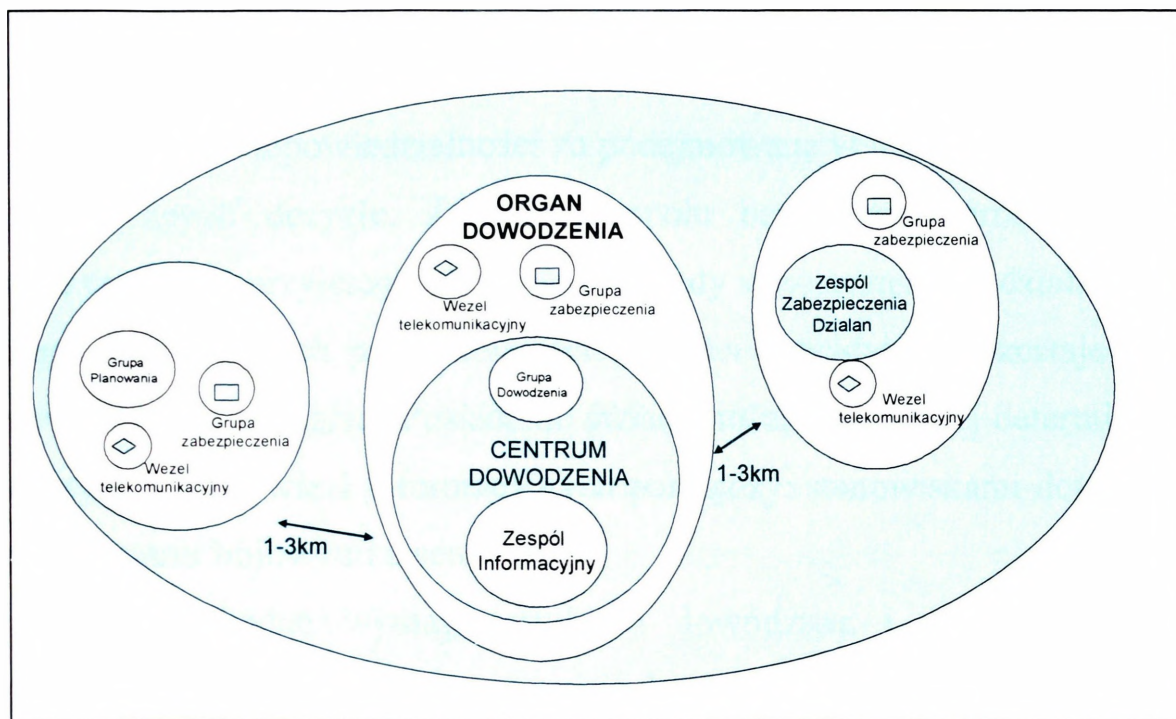 ORGAN
DOWODZENIA
Wezel
telekomunikacyjny
Grupa
zabezpieczenia
Grupa
Dowodzenia
CENTRUM
DOWODZENIA
Zespól
Informacyjny
Grupa
Planowania
Grupa
zabezpieczenia
Wezel
telekomunikacyjny
1-3km
Grupa
zabezpieczenia
Zespól
Zabezpieczenia
Dzialan
Wezel
telekomunikacyjny
1-3km